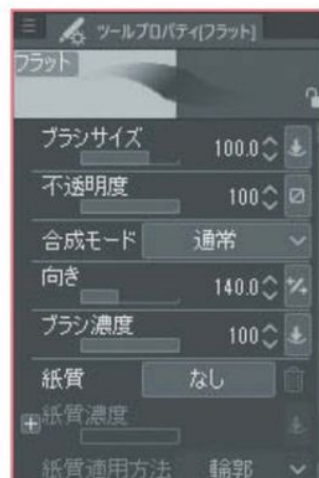 ツールプロパティ[フラット]
フラット
ブラシサイズ 100.0
不透明度 100
合成モード 通常
向き 140.0
ブラシ濃度 100
紙質 なし
紙質濃度
紙質適用方法 輪郭